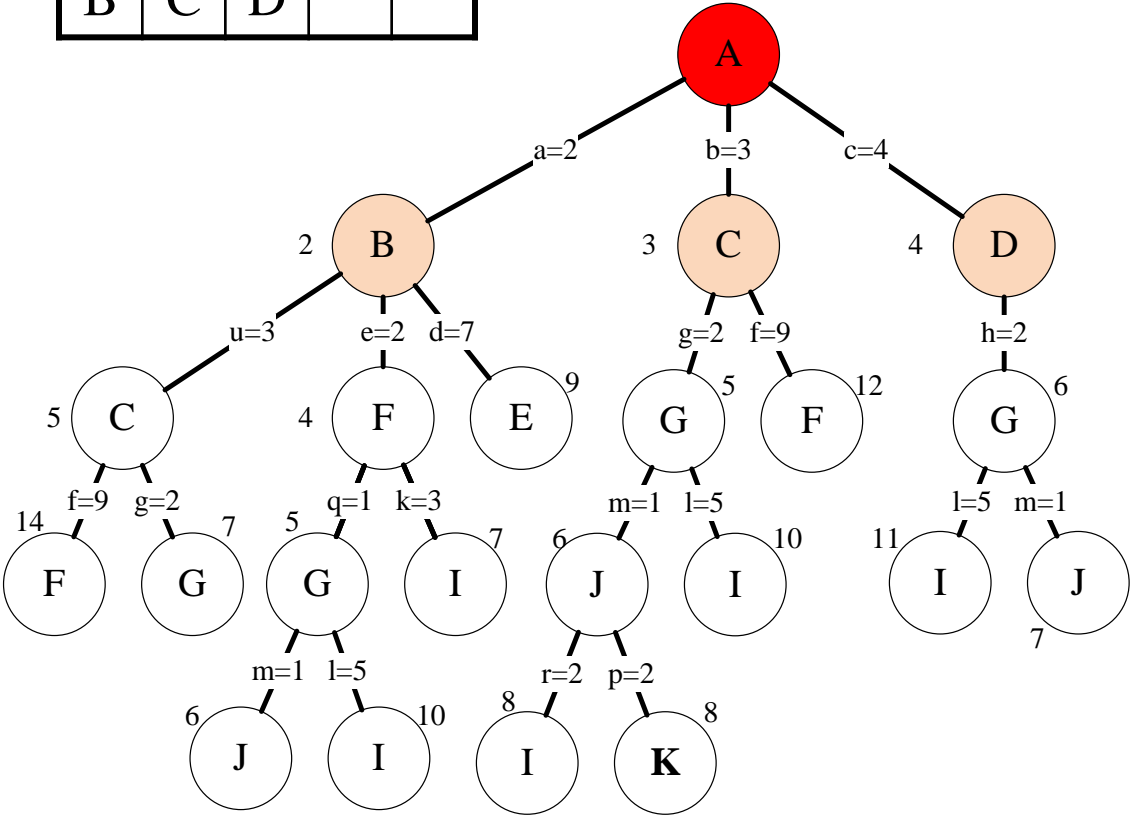 B C D
A
a=2 b=3 c=4
2 B 3 C 4 D
u=3 e=2 d=7 g=2 f=9 h=2
5 C 4 F E 9 G 5 F 12 G 6
f=9 g=2 q=1 k=3 m=1 l=5 l=5 m=1
14 F G 7 5 G I 7 6 J I 10 11 I J 7
m=1 l=5 r=2 p=2
6 J I 10 8 I K 8